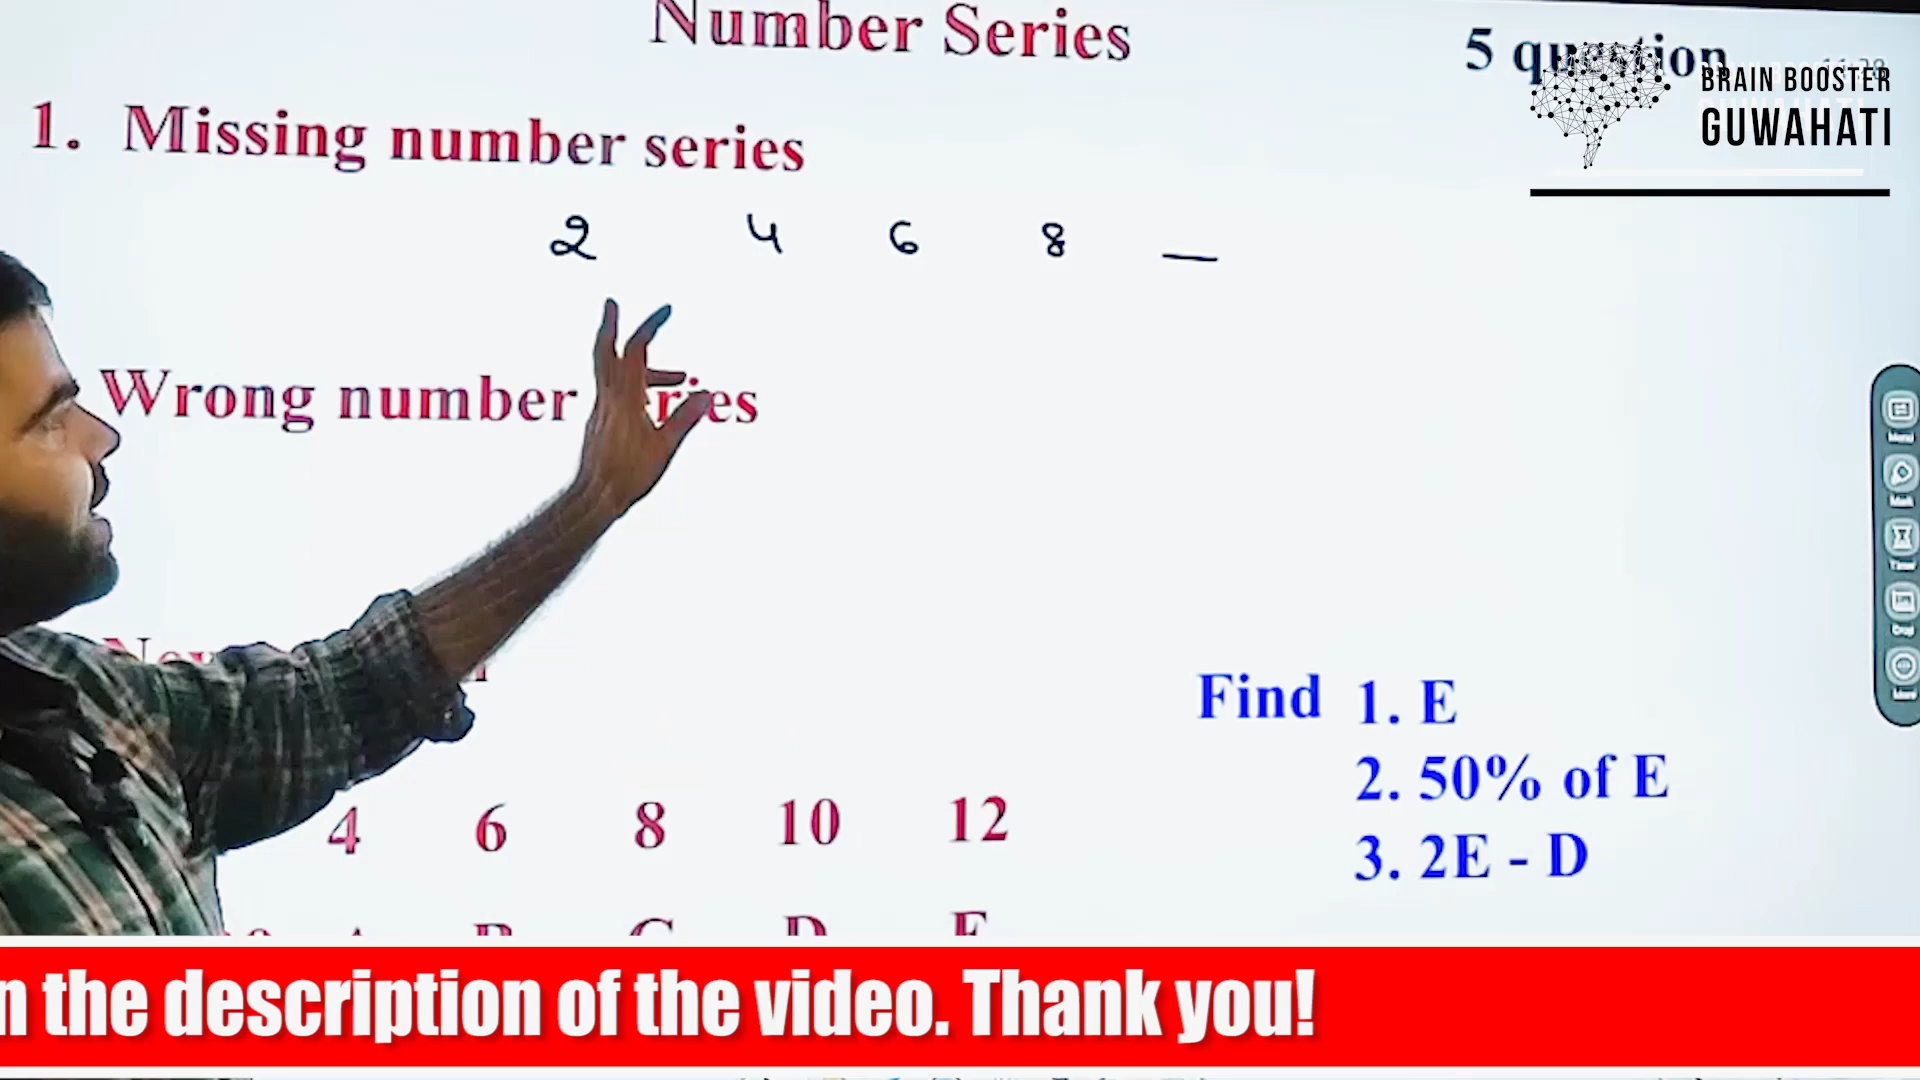 Number Series
5 question
BRAIN BOOSTER
GUWAHATI
1. Missing number series
2 4 6 8 _
Wrong number series
Find 1. E
2. 50% of E
3. 2E - D
4 6 8 10 12
B C D E
n the description of the video. Thank you!